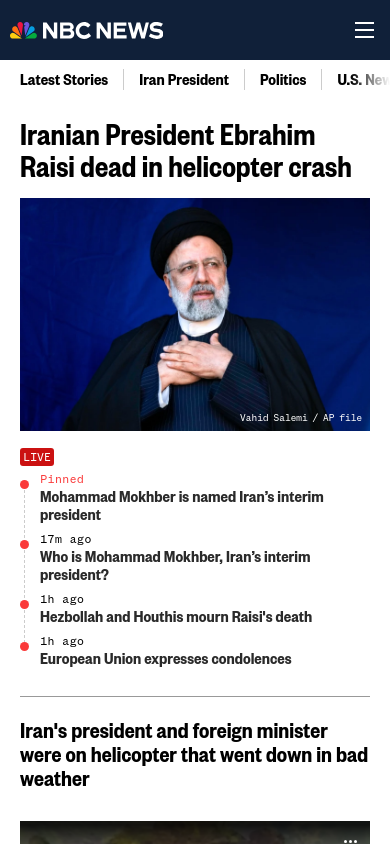 NBC NEWS
Latest Stories
Iran President
Politics
U.S. New
Iranian President Ebrahim
Raisi dead in helicopter crash
Vahid Salemi / AP file
LIVE
Pinned
Mohammad Mokhber is named Iran’s interim
president
17m ago
Who is Mohammad Mokhber, Iran’s interim
president?
1h ago
Hezbollah and Houthis mourn Raisi's death
1h ago
European Union expresses condolences
Iran's president and foreign minister
were on helicopter that went down in bad
weather